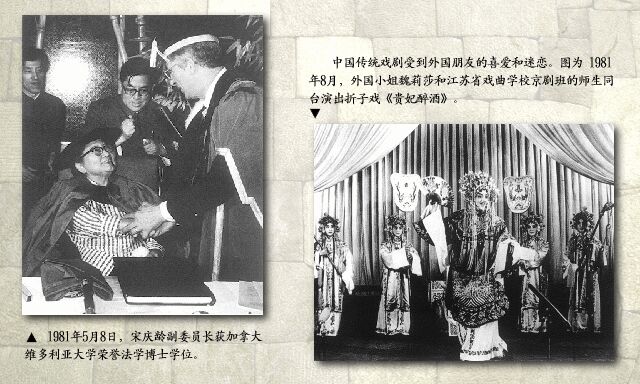 中国传统戏剧受到外国朋友的喜爱和迷恋。图为 1981
年8月，外国小姐魏莉莎和江苏省戏曲学校京剧班的师生同
台演出折子戏《贵妃醉酒》。
▼
▲ 1981年5月8日，宋庆龄副委员长获加拿大
维多利亚大学荣誉法学博士学位。